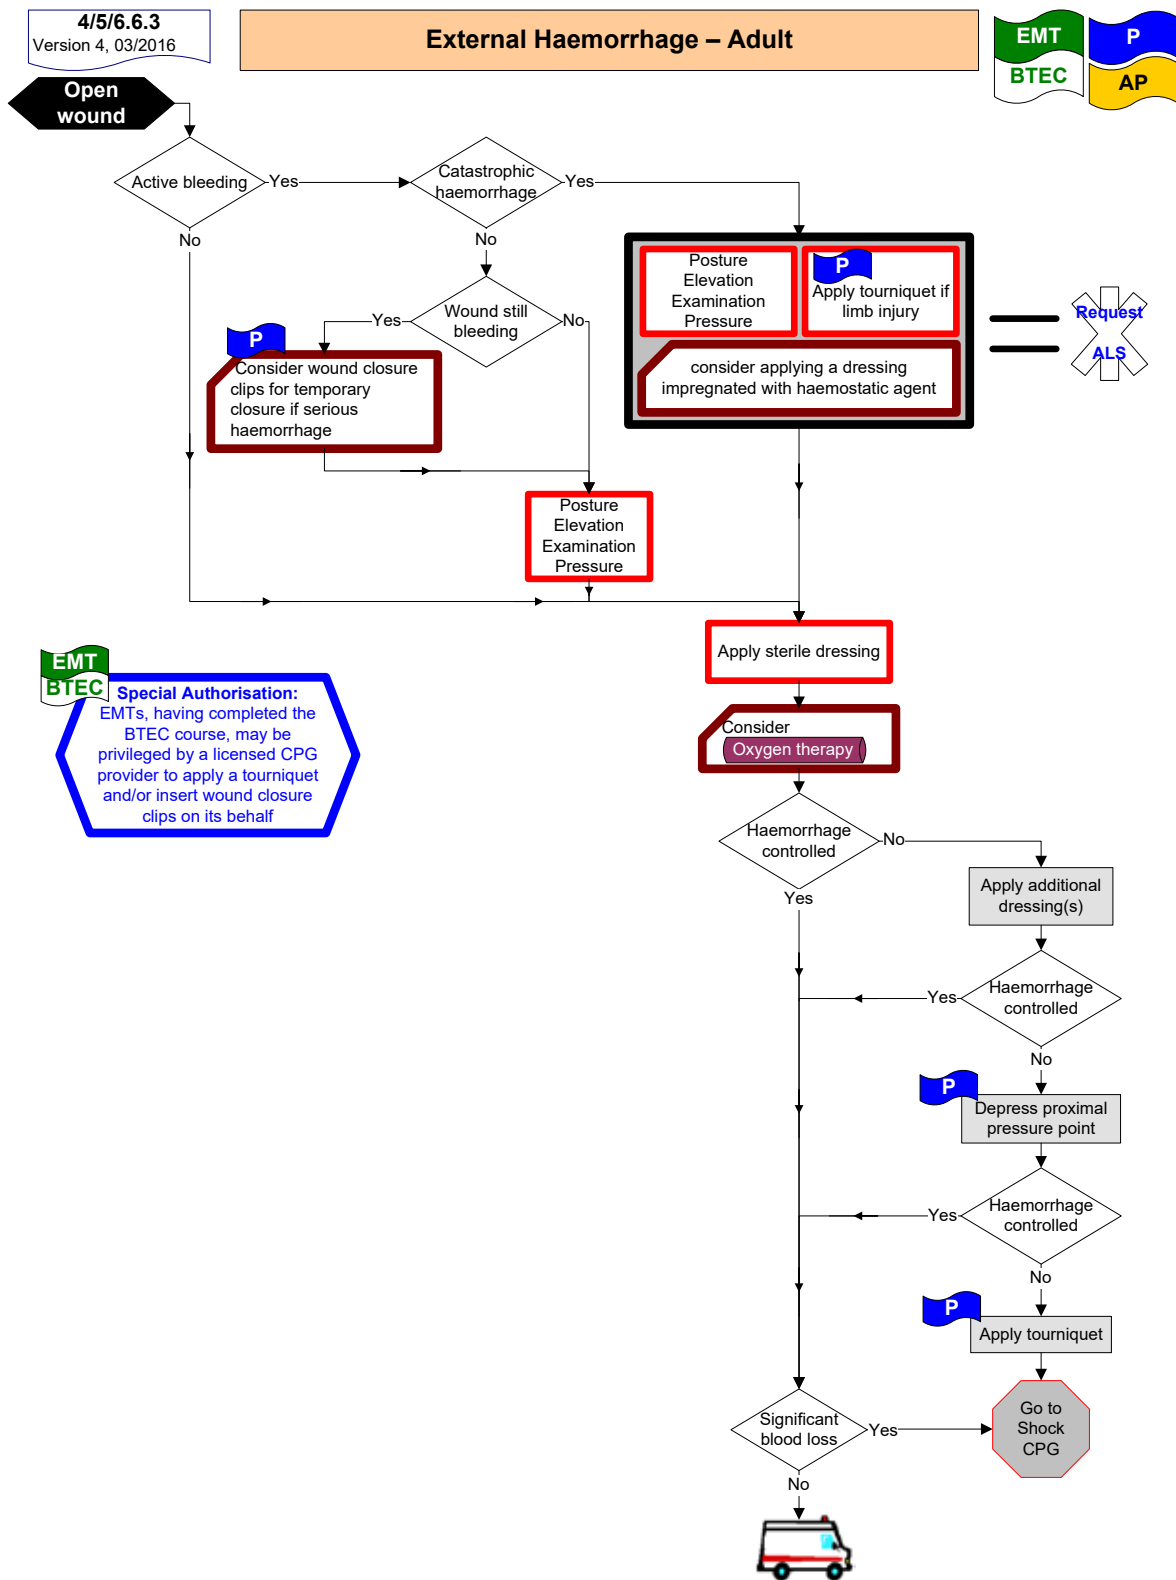 4/5/6.6.3
Version 4, 03/2016
External Haemorrhage – Adult
EMT
P
BTEC
AP
Open
wound
Active bleeding
Yes
No
Catastrophic
haemorrhage
Yes
No
Posture
Elevation
Examination
Pressure
P
Apply tourniquet if
limb injury
consider applying a dressing
impregnated with haemostatic agent
Request
ALS
Wound still
bleeding
Yes
No
P
Consider wound closure
clips for temporary
closure if serious
haemorrhage
Posture
Elevation
Examination
Pressure
Apply sterile dressing
EMT
BTEC
Special Authorisation:
EMTs, having completed the
BTEC course, may be
privileged by a licensed CPG
provider to apply a tourniquet
and/or insert wound closure
clips on its behalf
Consider
Oxygen therapy
Haemorrhage
controlled
No
Yes
Apply additional
dressing(s)
Haemorrhage
controlled
Yes
No
P
Depress proximal
pressure point
Haemorrhage
controlled
Yes
No
P
Apply tourniquet
Significant
blood loss
Yes
No
Go to
Shock
CPG